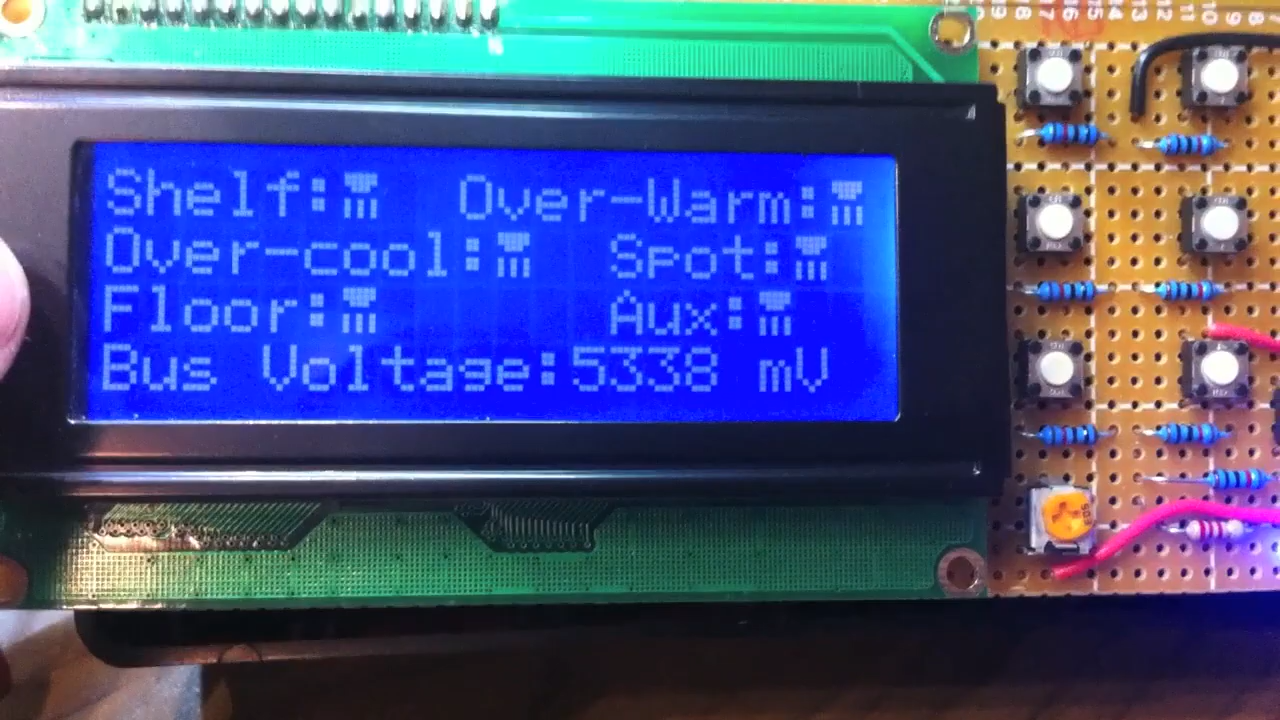 Shelf: Over-Warm:
Over-cool: Spot:
Floor: Aux:
Bus Voltage:5338 mV